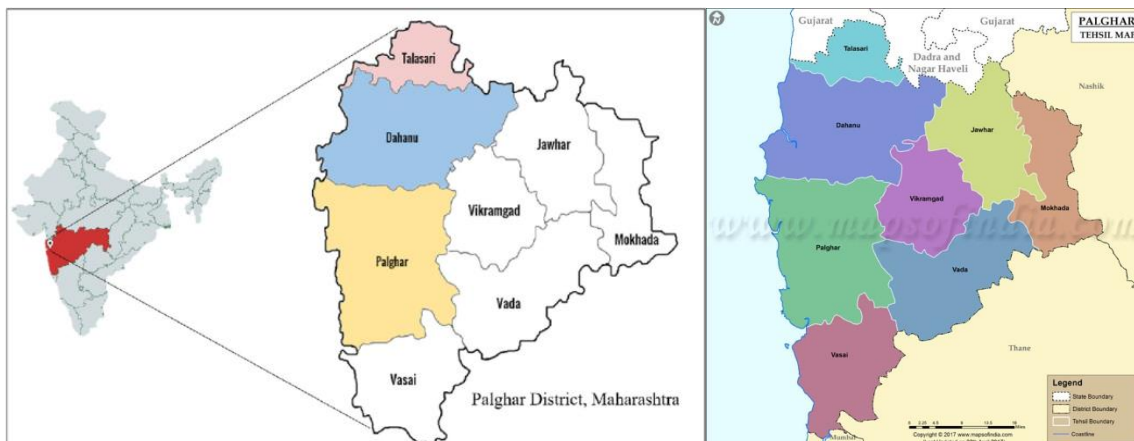 Talasari
Dahanu
Jawhar
Vikramgad
Mokhada
Palghar
Vada
Vasai
Palghar District, Maharashtra
Gujarat
Gujarat
PALGHAR
TEHSIL MAP
Talasari
Dadra and
Nagar Haveli
Nashik
Dahanu
Jawhar
Vikramgad
Mokhada
www.mapsofindia.com
Palghar
Vada
Vasai
Thane
Legend
State Boundary
District Boundary
Tehsil Boundary
Coastline
Copyright © 2017 www.mapsofindia.com
Mumbai